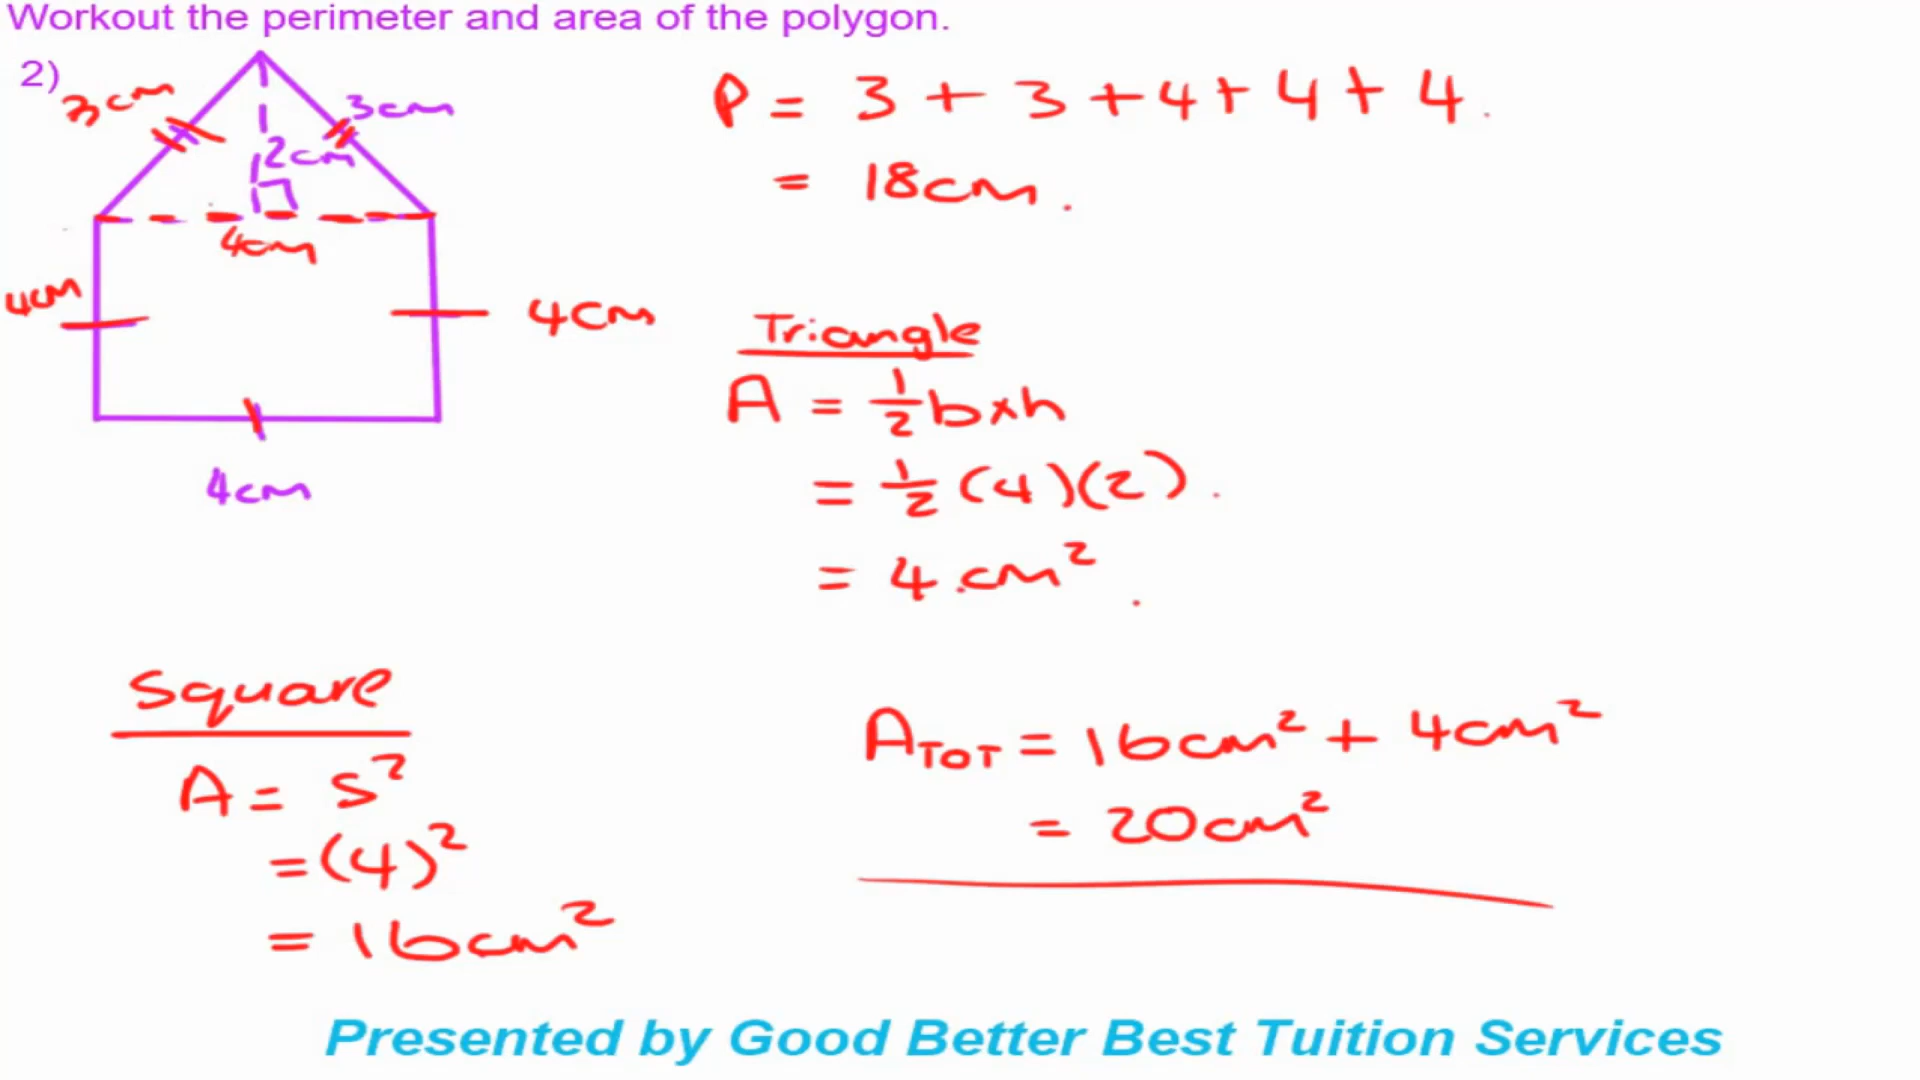 Workout the perimeter and area of the polygon.
2)
3cm
3cm
2cm
4cm
4cm
4cm
4cm
P = 3 + 3 + 4 + 4 + 4
= 18cm.
Triangle
A = 1/2 b×h
= 1/2 (4)(2)
= 4cm²
Square
A = s²
= (4)²
= 16cm²
ATOT = 16cm² + 4cm²
= 20cm²
Presented by Good Better Best Tuition Services